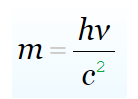 m = hν / c²